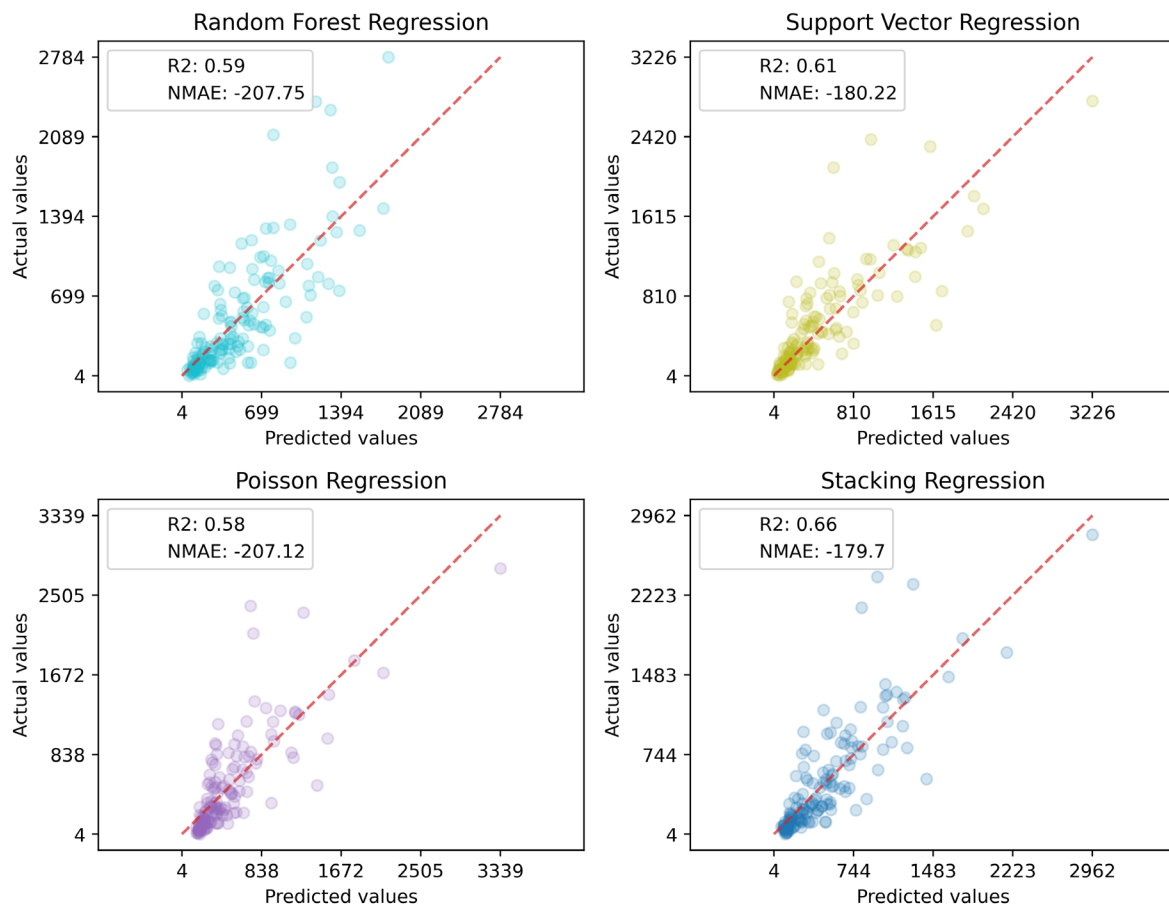 Random Forest Regression
R2: 0.59
NMAE: -207.75
2784
2089
1394
699
4
Actual values
4 699 1394 2089 2784
Predicted values
Support Vector Regression
R2: 0.61
NMAE: -180.22
3226
2420
1615
810
4
Actual values
4 810 1615 2420 3226
Predicted values
Poisson Regression
R2: 0.58
NMAE: -207.12
3339
2505
1672
838
4
Actual values
4 838 1672 2505 3339
Predicted values
Stacking Regression
R2: 0.66
NMAE: -179.7
2962
2223
1483
744
4
Actual values
4 744 1483 2223 2962
Predicted values